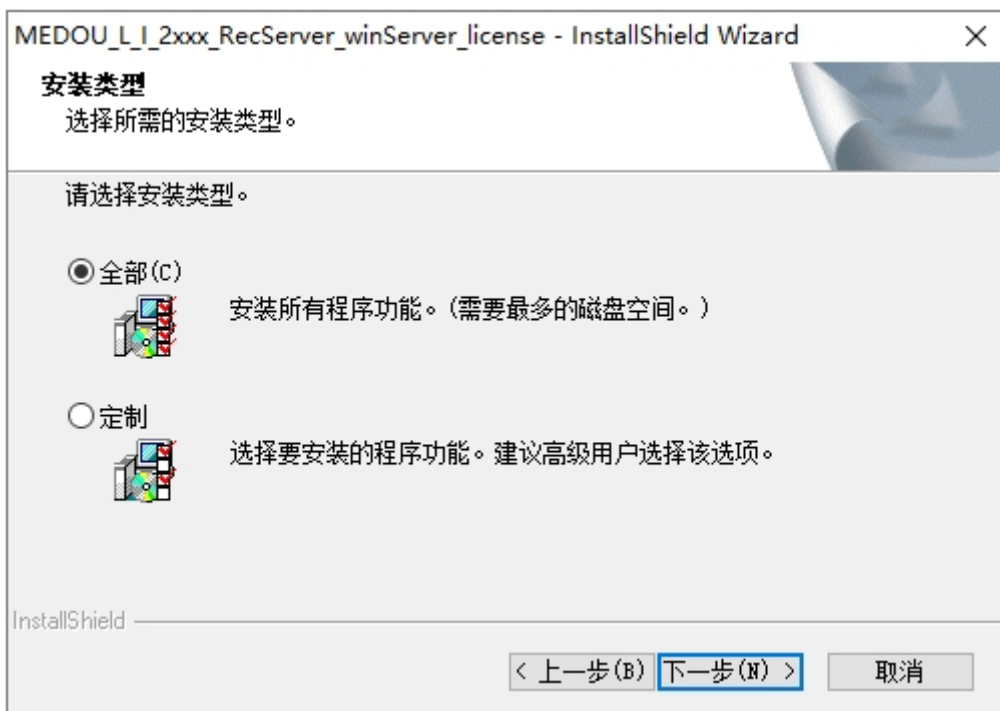 MEDOU_L_I_2xxx_RecServer_winServer_license - InstallShield Wizard
安装类型
选择所需的安装类型。
请选择安装类型。
全部(C)
安装所有程序功能。(需要最多的磁盘空间。)
定制
选择要安装的程序功能。建议高级用户选择该选项。
InstallShield
< 上一步(B) 下一步(N) > 取消